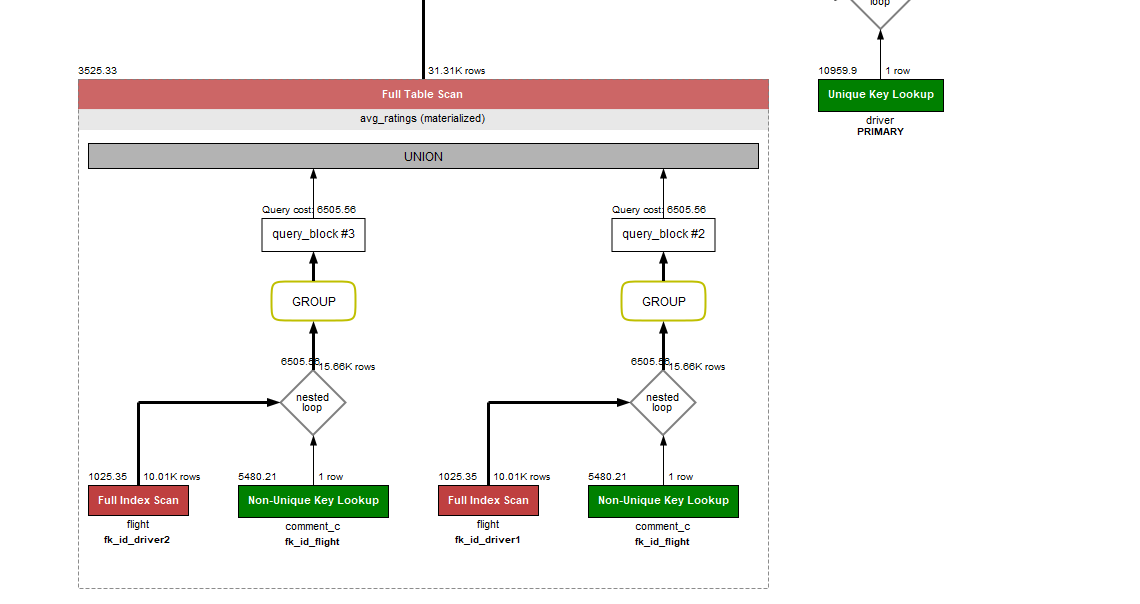 loop
3525.33
31.31K rows
10959.9
1 row
Full Table Scan
Unique Key Lookup
avg_ratings (materialized)
driver
PRIMARY
UNION
Query cost: 6505.56
Query cost: 6505.56
query_block #3
query_block #2
GROUP
GROUP
6505.56
15.66K rows
6505.56
15.66K rows
nested
loop
nested
loop
1025.35
10.01K rows
5480.21
1 row
1025.35
10.01K rows
5480.21
1 row
Full Index Scan
Non-Unique Key Lookup
Full Index Scan
Non-Unique Key Lookup
flight
comment_c
flight
comment_c
fk_id_driver2
fk_id_flight
fk_id_driver1
fk_id_flight